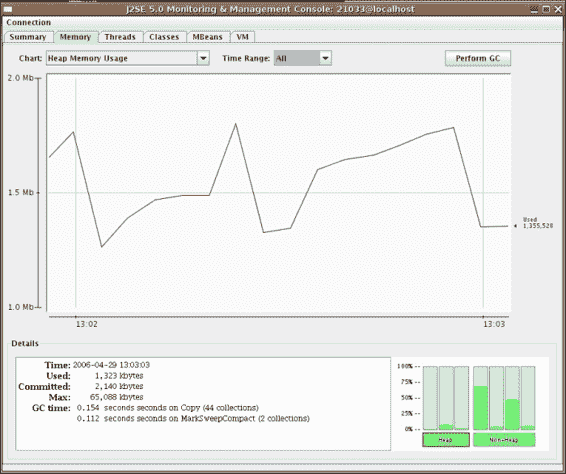 J2SE 5.0 Monitoring & Management Console: 21033@localhost
Connection
Summary Memory Threads Classes MBeans VM
Chart: Heap Memory Usage Time Range: All Perform GC
2.0 Mb
1.5 Mb
Used
1,355,528
1.0 Mb
13:02 13:03
Details
Time: 2006-04-29 13:03:03
Used: 1,323 kbytes
Committed: 2,140 kbytes
Max: 65,088 kbytes
GC time: 0.154 seconds seconds on Copy (44 collections)
0.112 seconds seconds on MarkSweepCompact (2 collections)
100% --
75% --
50% --
25% --
0% --
Heap Non-Heap